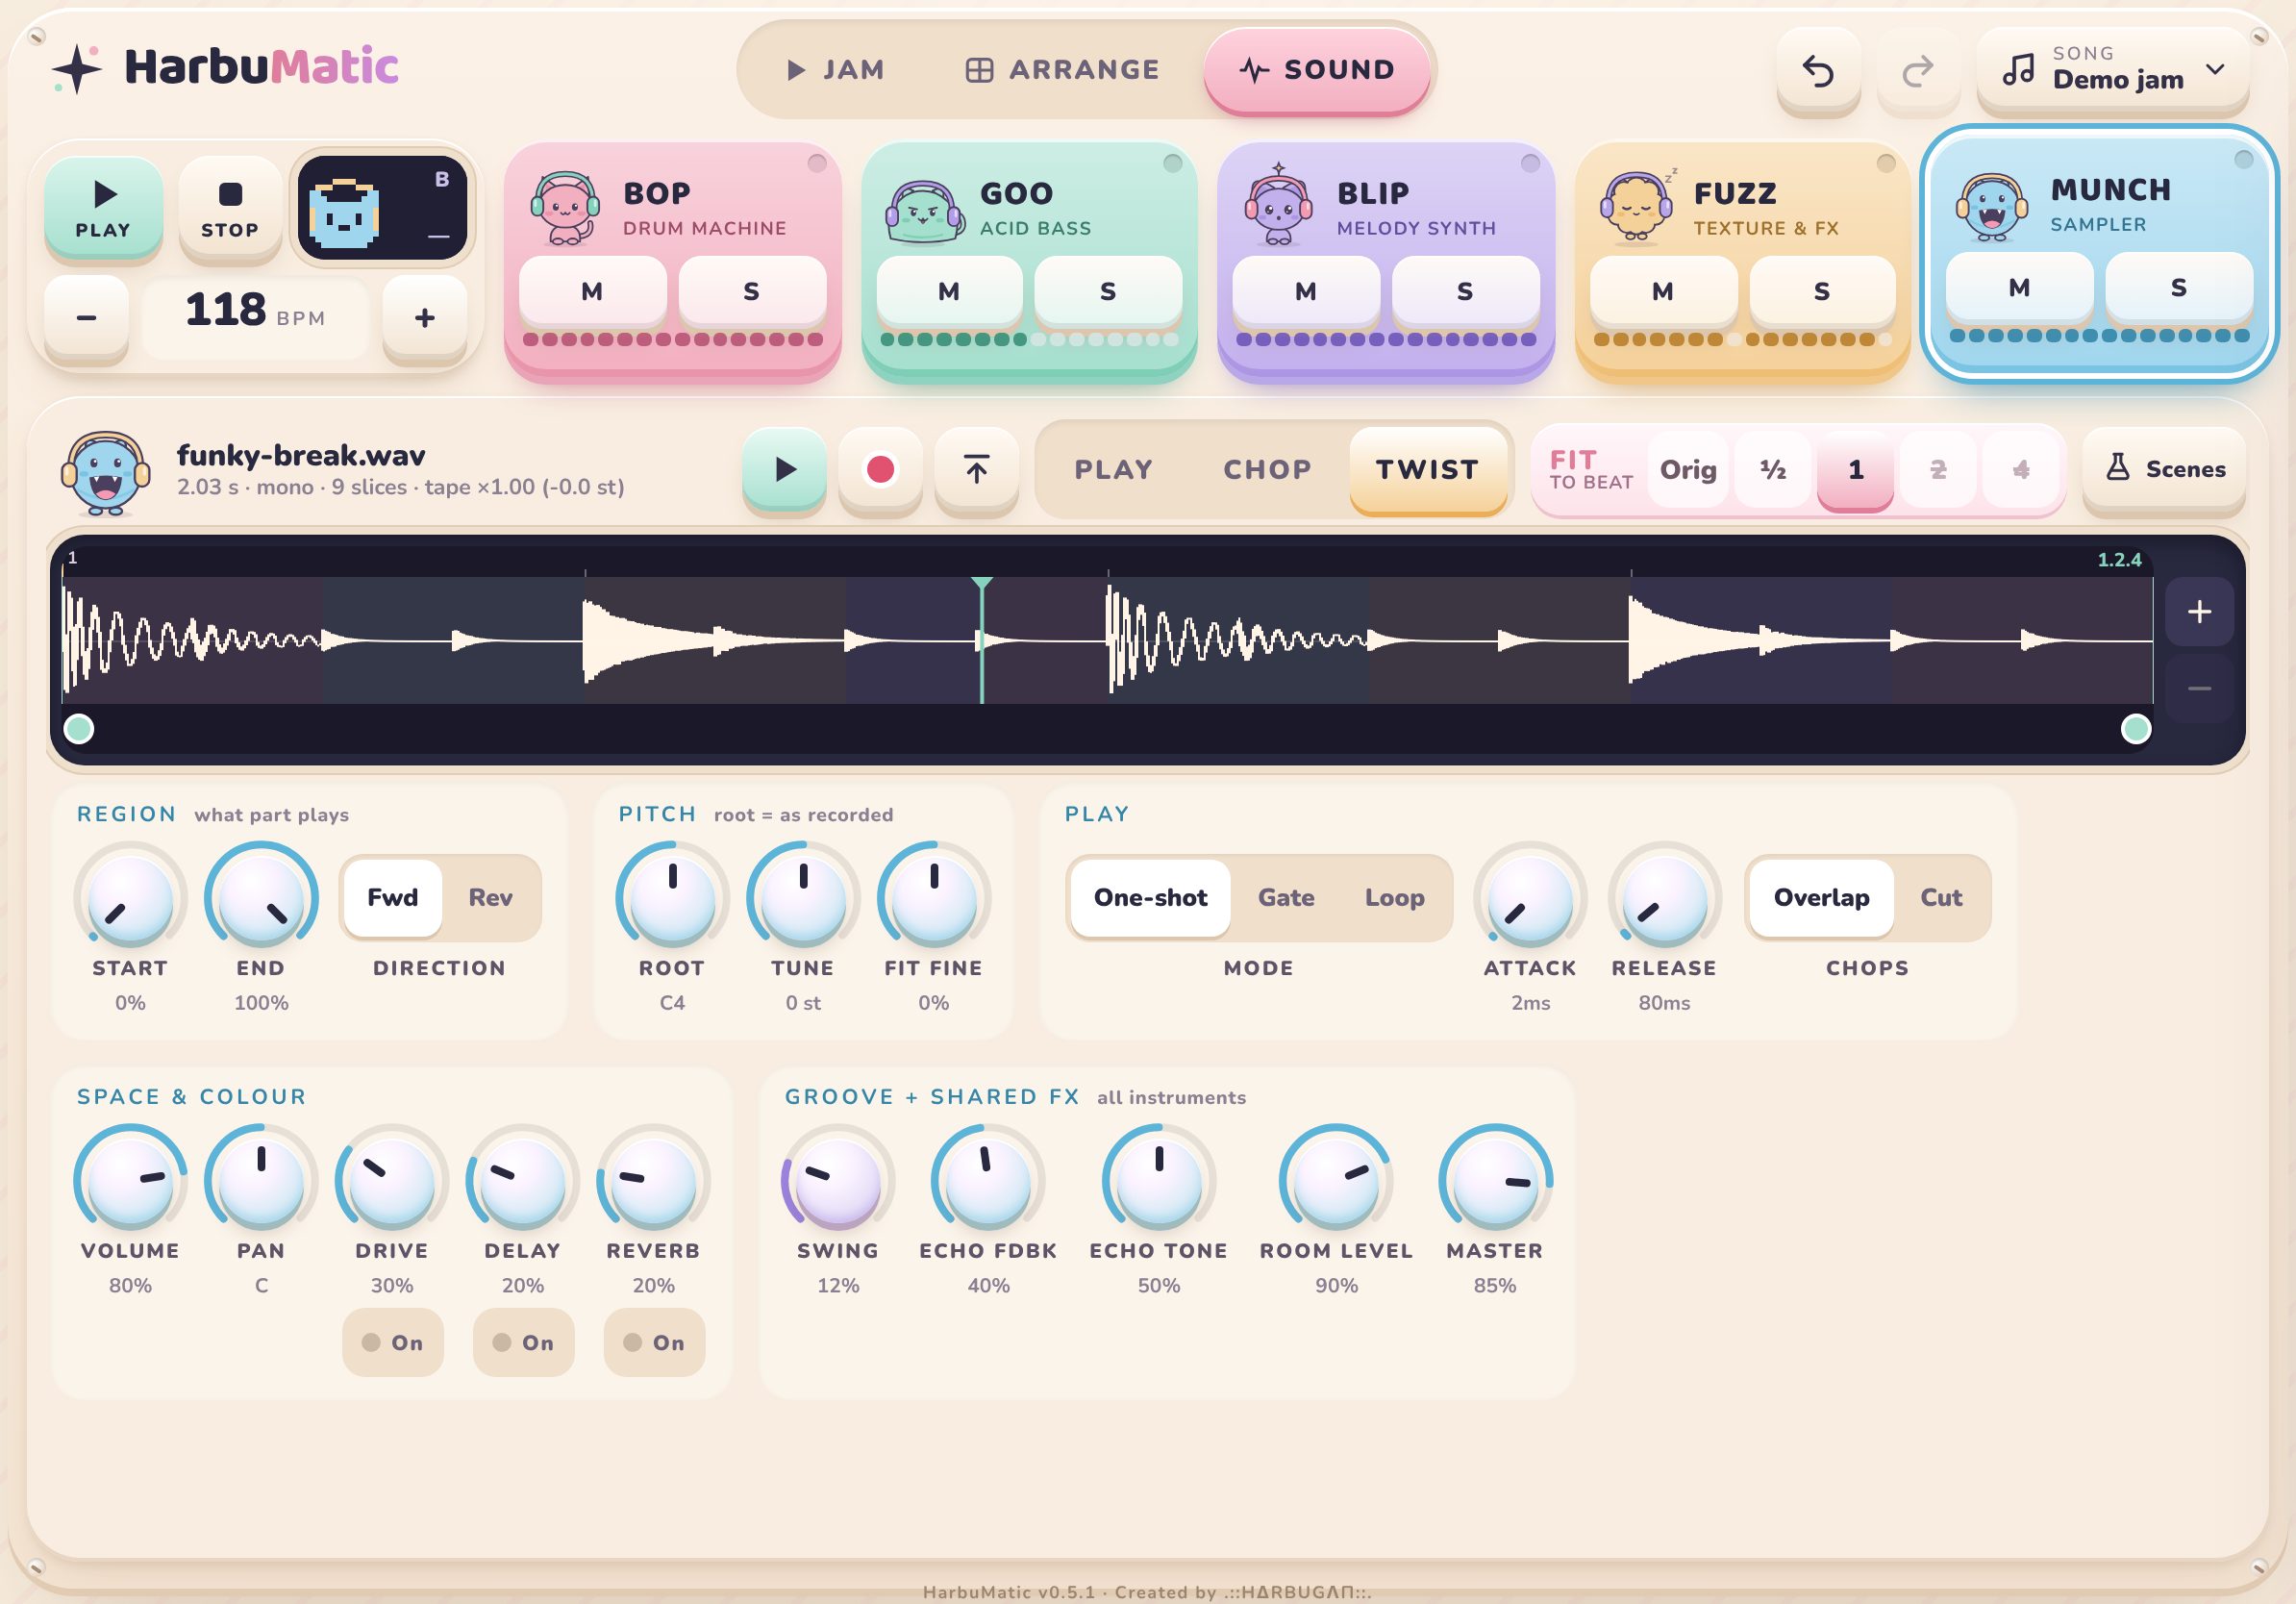 HarbuMatic
JAM
ARRANGE
SOUND
SONG
Demo jam
PLAY
STOP
B
118 BPM
BOP
DRUM MACHINE
M
S
GOO
ACID BASS
M
S
BLIP
MELODY SYNTH
M
S
FUZZ
TEXTURE & FX
z z
M
S
MUNCH
SAMPLER
M
S
funky-break.wav
2.03 s · mono · 9 slices · tape ×1.00 (-0.0 st)
PLAY
CHOP
TWIST
FIT
TO BEAT
Orig
½
1
2
4
Scenes
1
1.2.4
REGION what part plays
START
0%
END
100%
Fwd
Rev
DIRECTION
PITCH root = as recorded
ROOT
C4
TUNE
0 st
FIT FINE
0%
PLAY
One-shot
Gate
Loop
MODE
ATTACK
2ms
RELEASE
80ms
Overlap
Cut
CHOPS
SPACE & COLOUR
VOLUME
80%
PAN
C
DRIVE
30%
On
DELAY
20%
On
REVERB
20%
On
GROOVE + SHARED FX all instruments
SWING
12%
ECHO FDBK
40%
ECHO TONE
50%
ROOM LEVEL
90%
MASTER
85%
HarbuMatic v0.5.1 · Created by .::HΔRBUGΛΠ::.